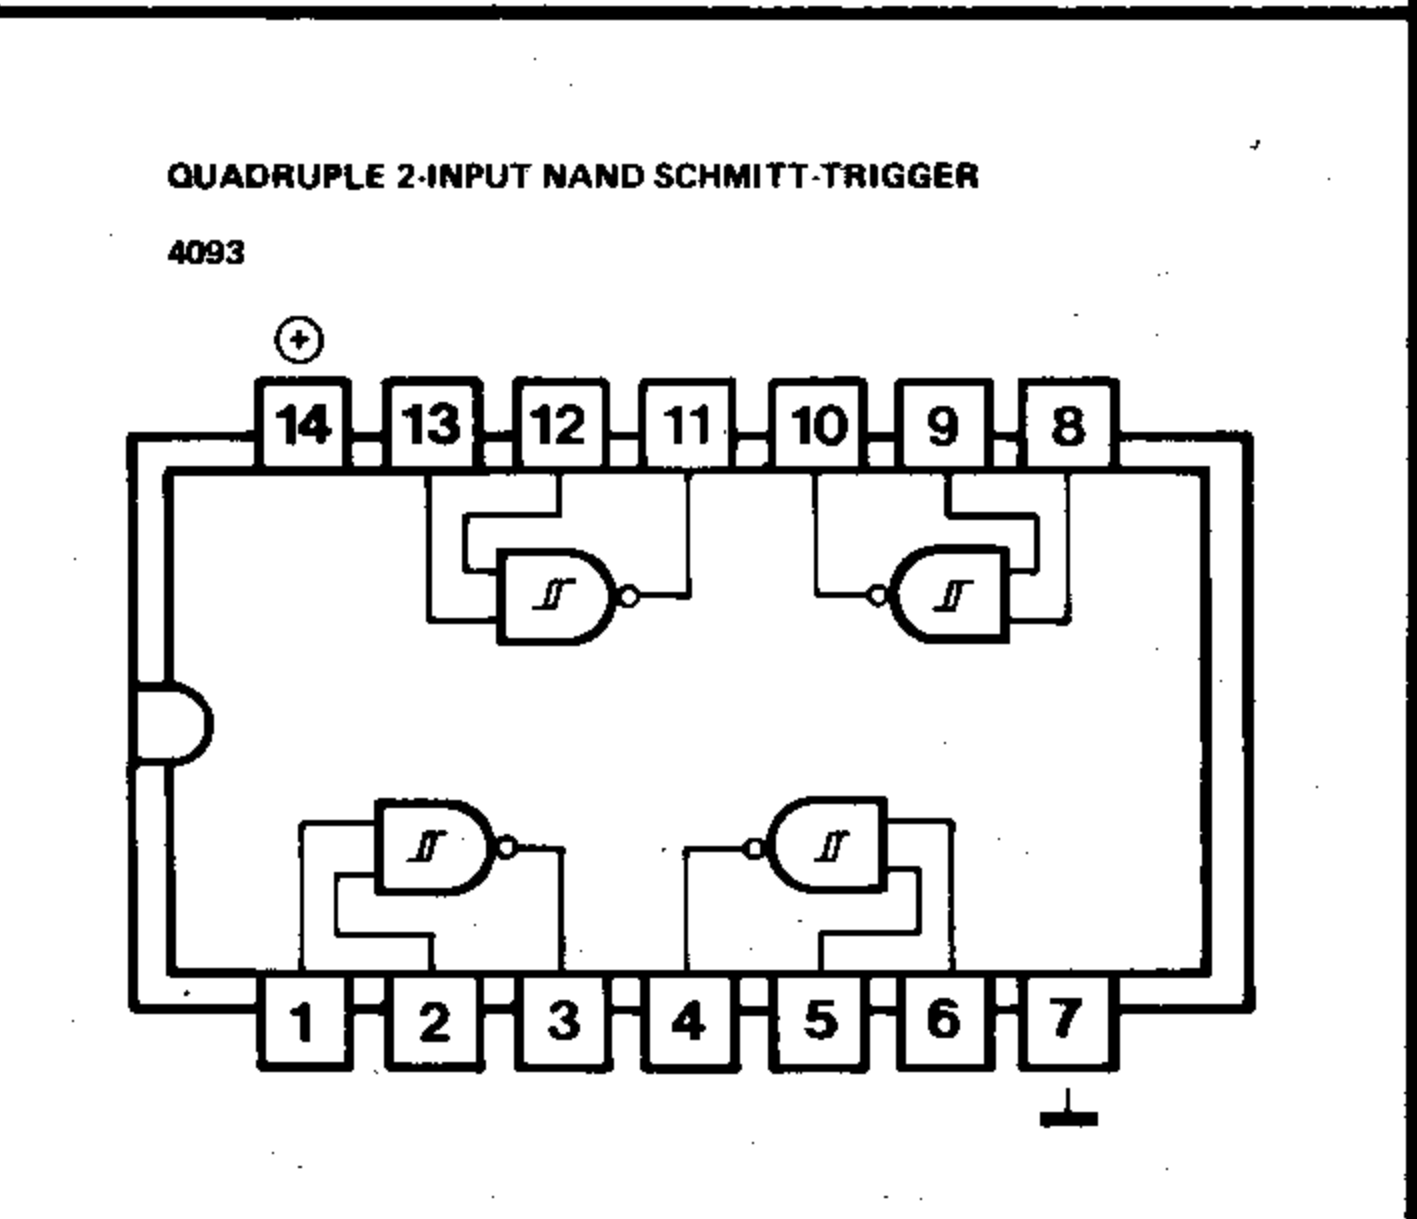 QUADRUPLE 2-INPUT NAND SCHMITT-TRIGGER
4093
+
14 13 12 11 10 9 8
1 2 3 4 5 6 7